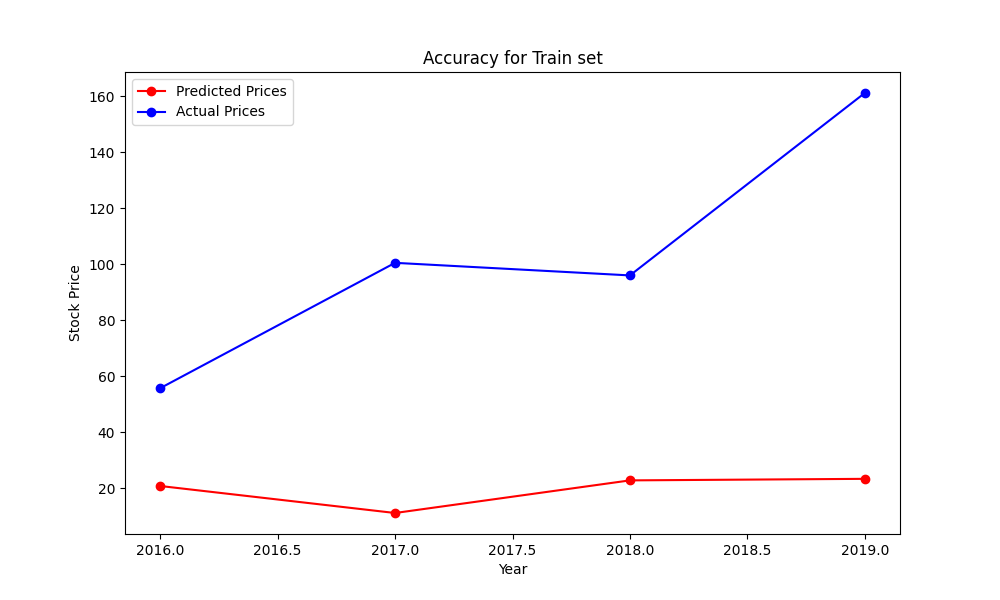 Accuracy for Train set
Predicted Prices
Actual Prices
160
140
120
100
80
60
40
20
Stock Price
2016.0 2016.5 2017.0 2017.5 2018.0 2018.5 2019.0
Year